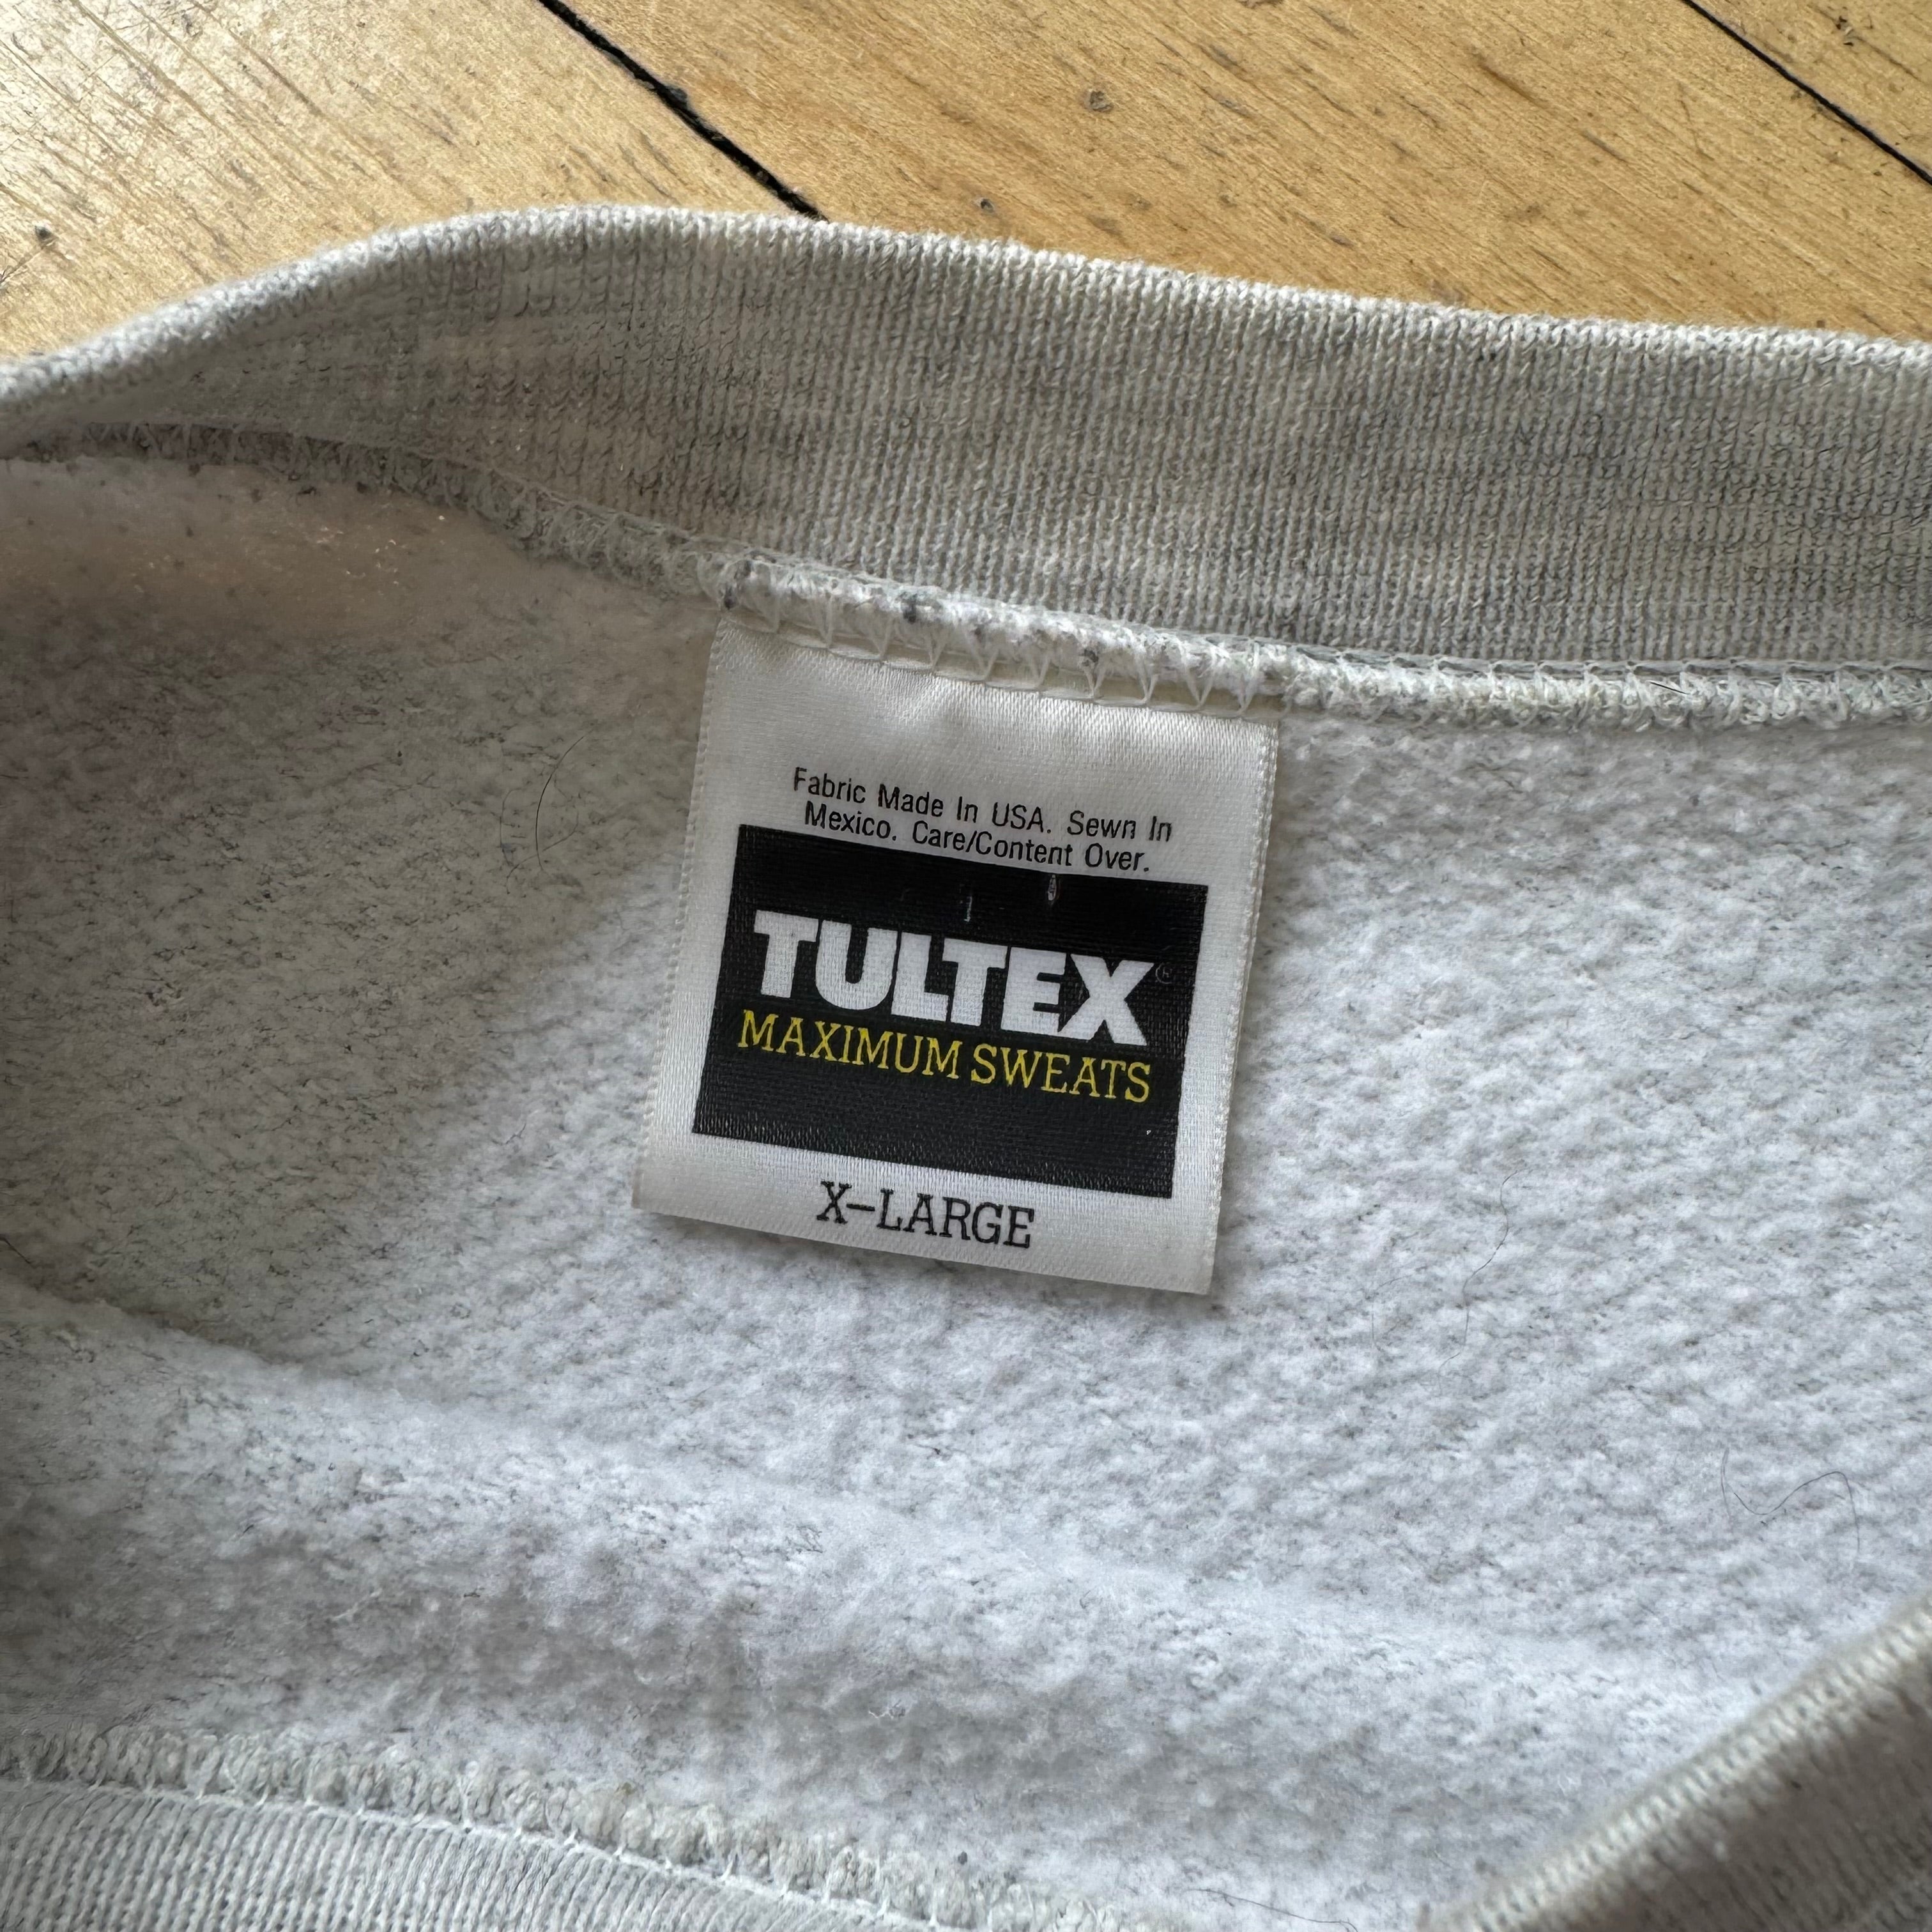 Fabric Made In USA. Sewn In
Mexico. Care/Content Over.
TULTEX®
MAXIMUM SWEATS
X-LARGE